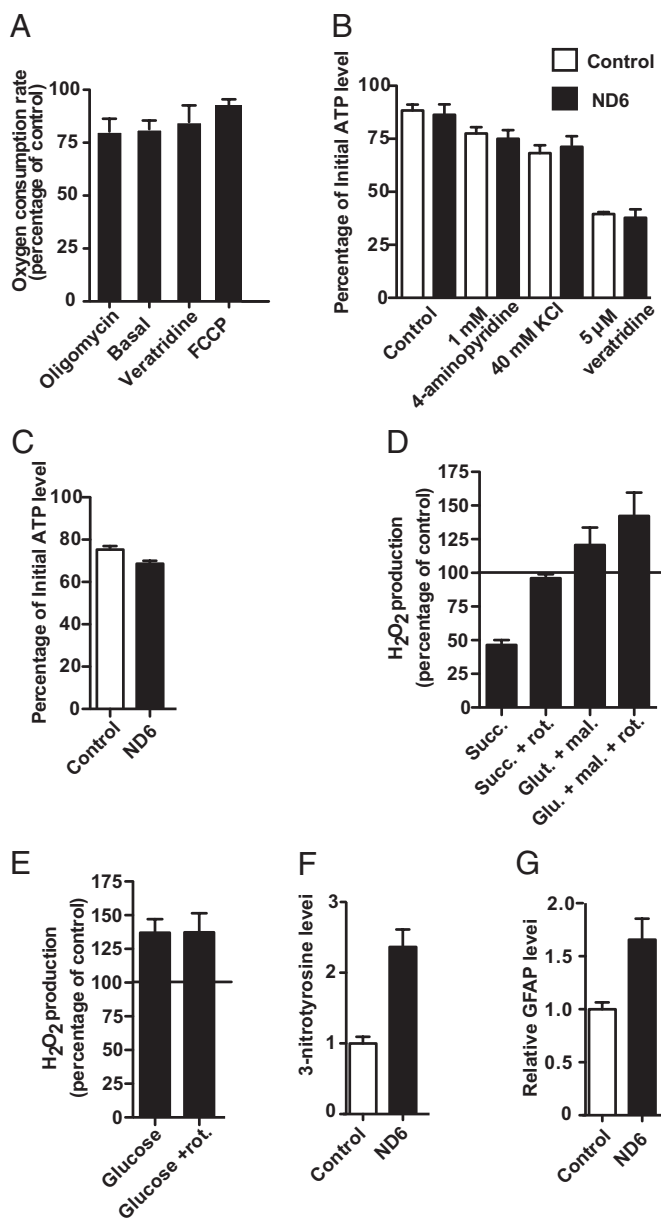 A
Oxygen consumption rate
(percentage of control)
100
75
50
25
0
Oligomycin
Basal
Veratridine
FCCP
B
Control
ND6
Percentage of Initial ATP level
100
75
50
25
0
Control
1 mM
4-aminopyridine
40 mM KCl
5 µM
veratridine
C
Percentage of Initial ATP level
100
80
60
40
20
0
Control
ND6
D
H2O2 production
(percentage of control)
175
150
125
100
75
50
25
0
Succ.
Succ. + rot.
Glut. + mal.
Glu. + mal. + rot.
E
H2O2 production
(percentage of control)
175
150
125
100
75
50
25
0
Glucose
Glucose +rot.
F
3-nitrotyrosine level
3
2
1
0
Control
ND6
G
Relative GFAP level
2.0
1.5
1.0
0.5
0.0
Control
ND6